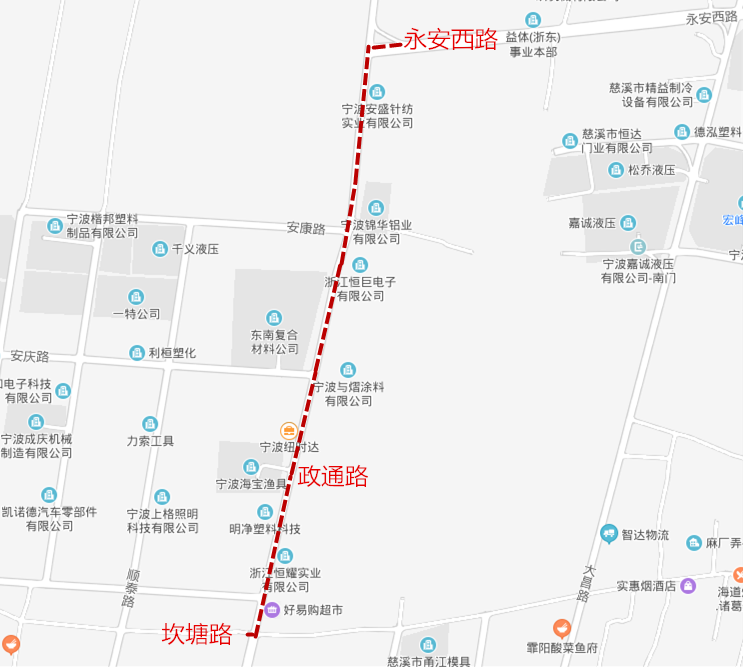 永安西路
永安西路
益体(浙东)
事业本部
慈溪市精益制冷
设备有限公司
宁波安盛针纺
实业有限公司
慈溪市恒达
门业有限公司
德泓塑料
松乔液压
宁波楷邦塑料
制品有限公司
安康路
宁波锦华铝业
有限公司
嘉诚液压
宏峰
千义液压
宁波嘉诚液压
有限公司-南门
浙江恒巨电子
有限公司
一特公司
东南复合
材料公司
安庆路
利桓塑化
电子科技
有限公司
宁波与熠涂料
有限公司
宁波成庆机械
制造有限公司
力索工具
宁波纽时达
政通路
宁波海宝渔具
凯诺德汽车零部件
有限公司
宁波上格照明
科技有限公司
明净塑料科技
智达物流
麻厂弄
浙江恒耀实业
有限公司
顺泰路
大昌路
实惠烟酒店
海道
诸葛
好易购超市
坎塘路
霏阳酸菜鱼府
慈溪市甬江模具